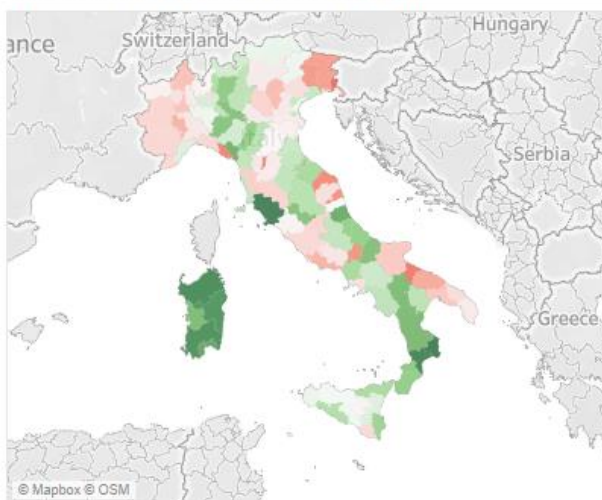 Hungary
Switzerland
ance
Serbia
Greece
© Mapbox © OSM